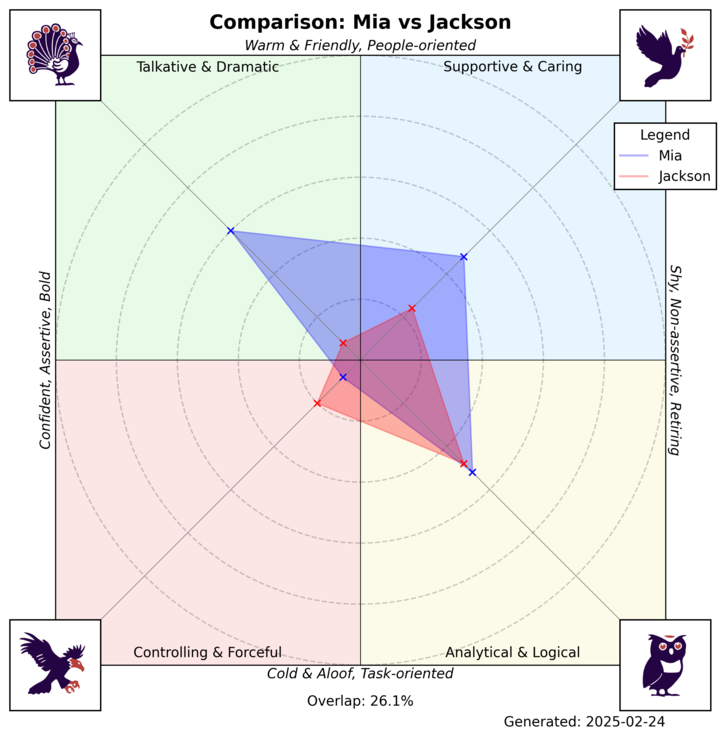 Comparison: Mia vs Jackson
Warm & Friendly, People-oriented
Talkative & Dramatic
Supportive & Caring
Legend
Mia
Jackson
Confident, Assertive, Bold
Shy, Non-assertive, Retiring
Controlling & Forceful
Analytical & Logical
Cold & Aloof, Task-oriented
Overlap: 26.1%
Generated: 2025-02-24